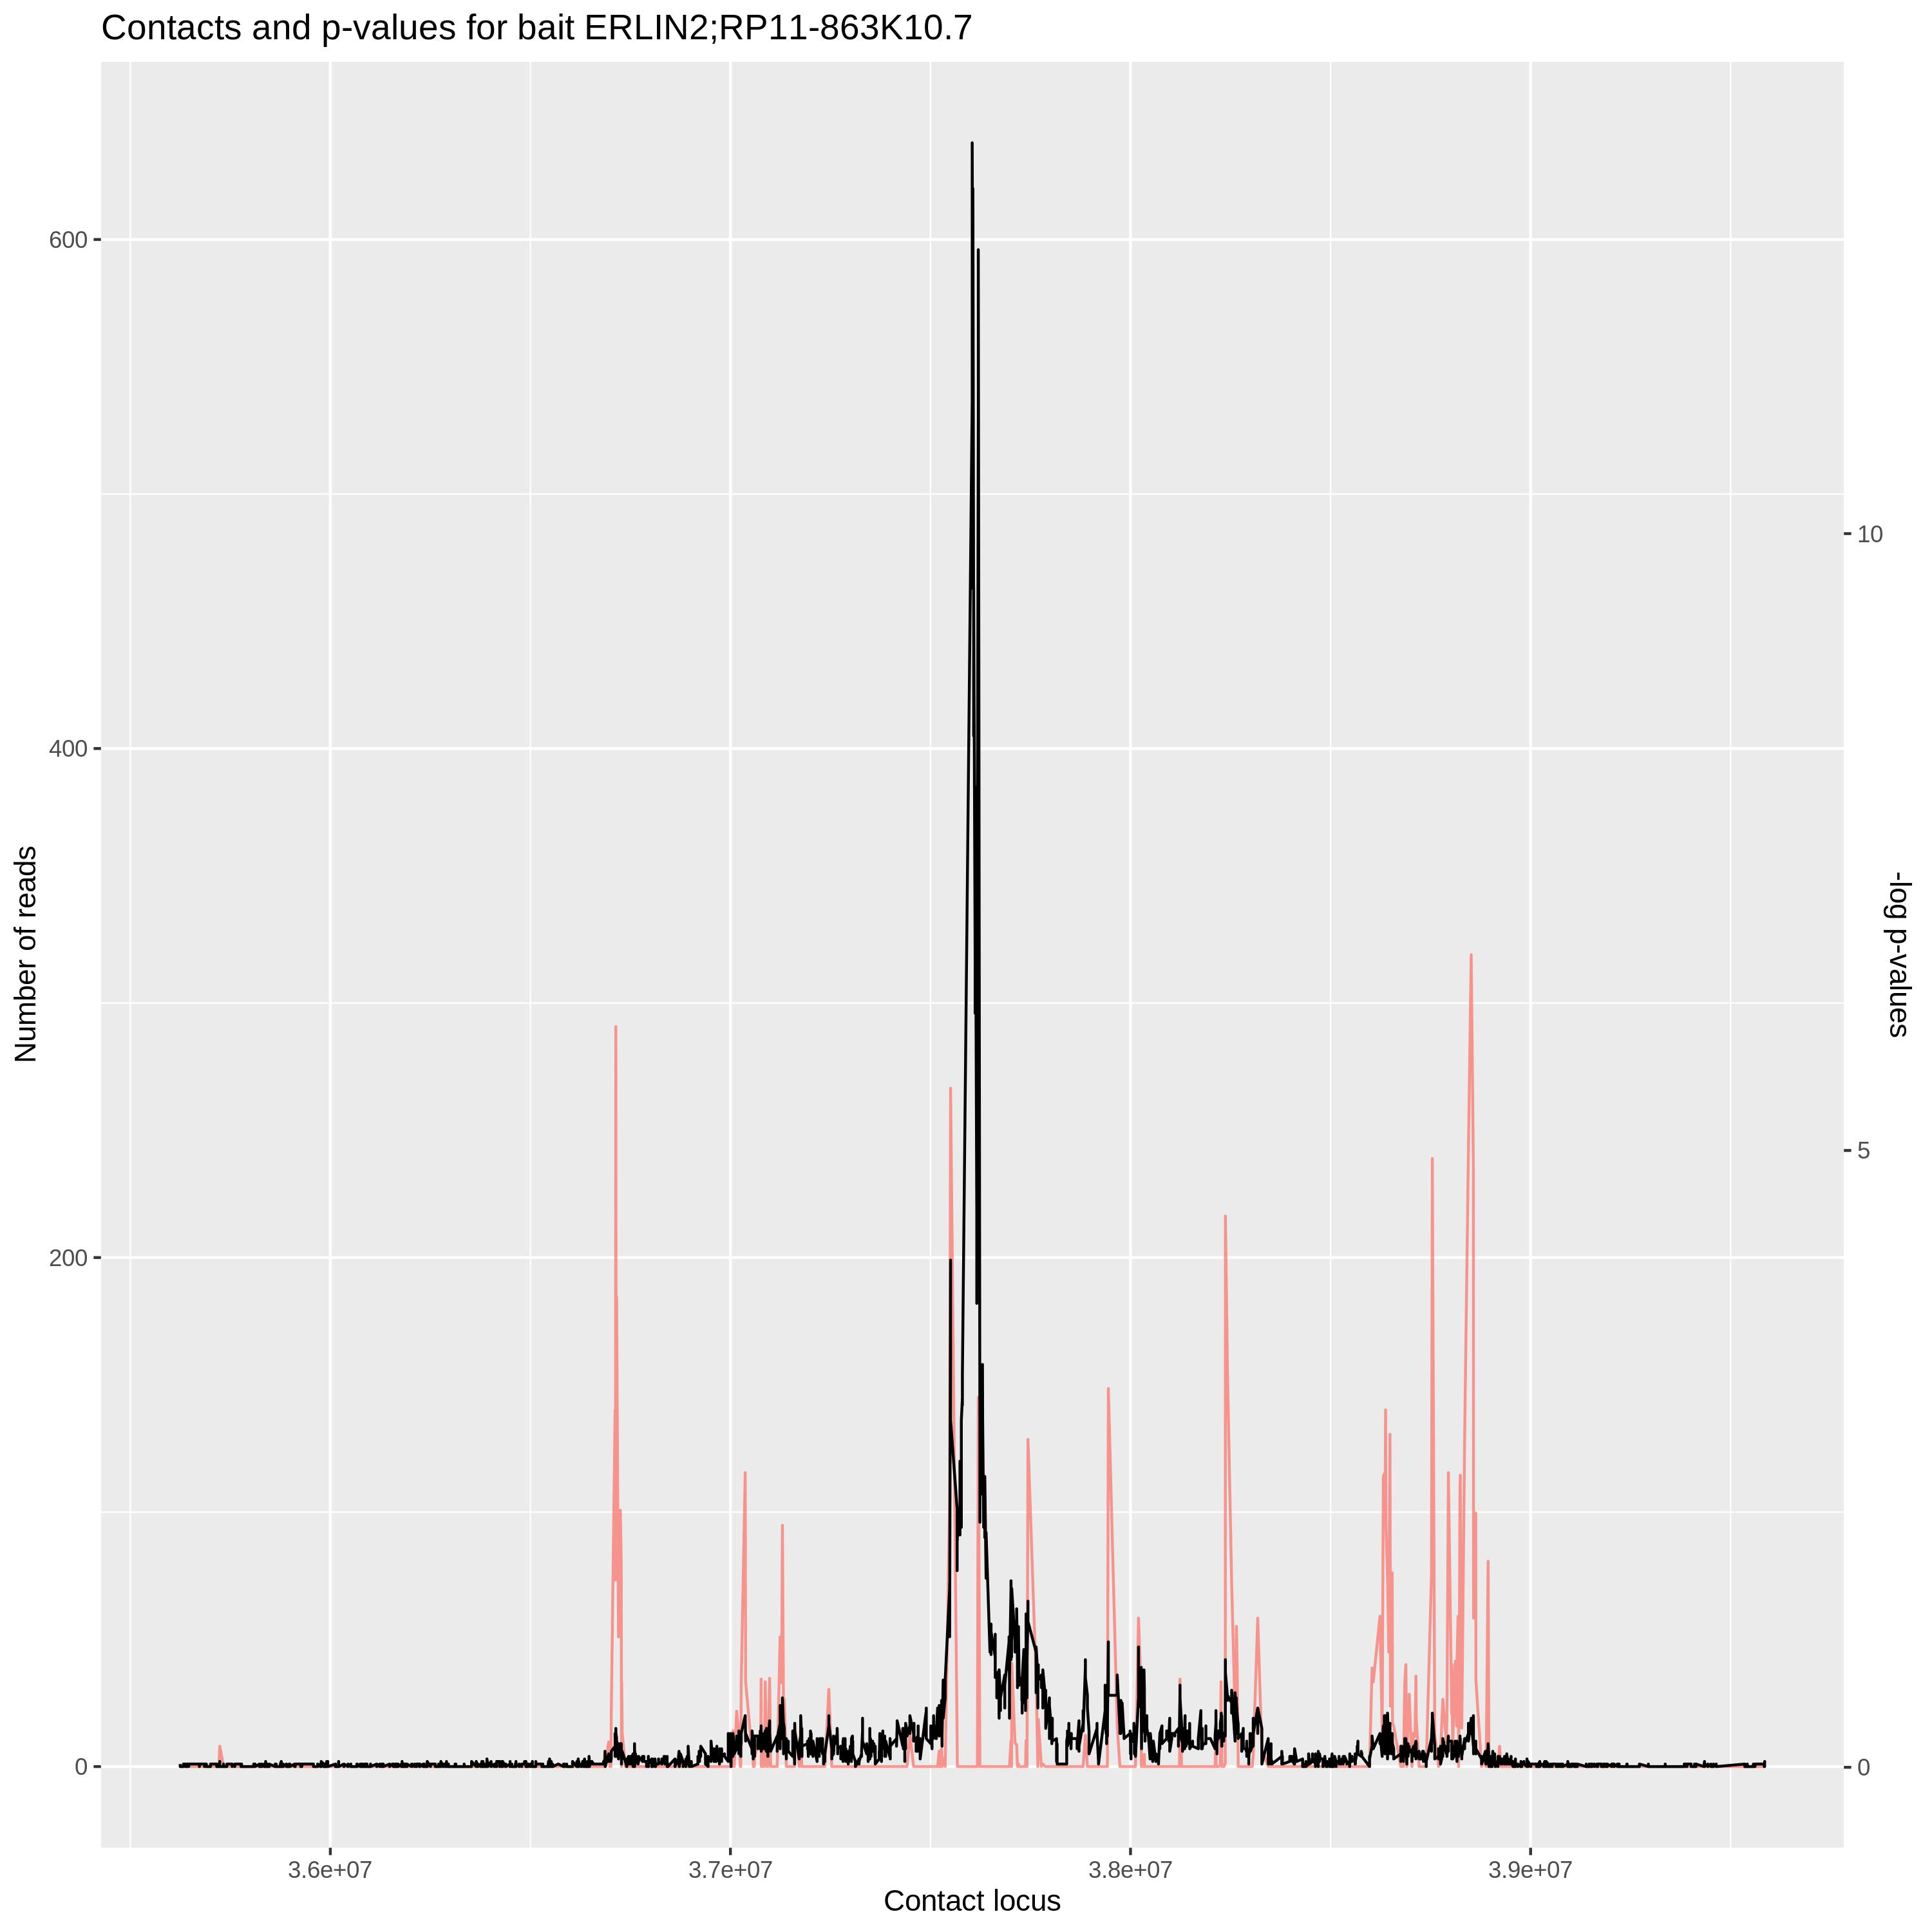 Contacts and p-values for bait ERLIN2;RP11-863K10.7
600
400
200
0
Number of reads
10
5
0
-log p-values
3.6e+07
3.7e+07
3.8e+07
3.9e+07
Contact locus